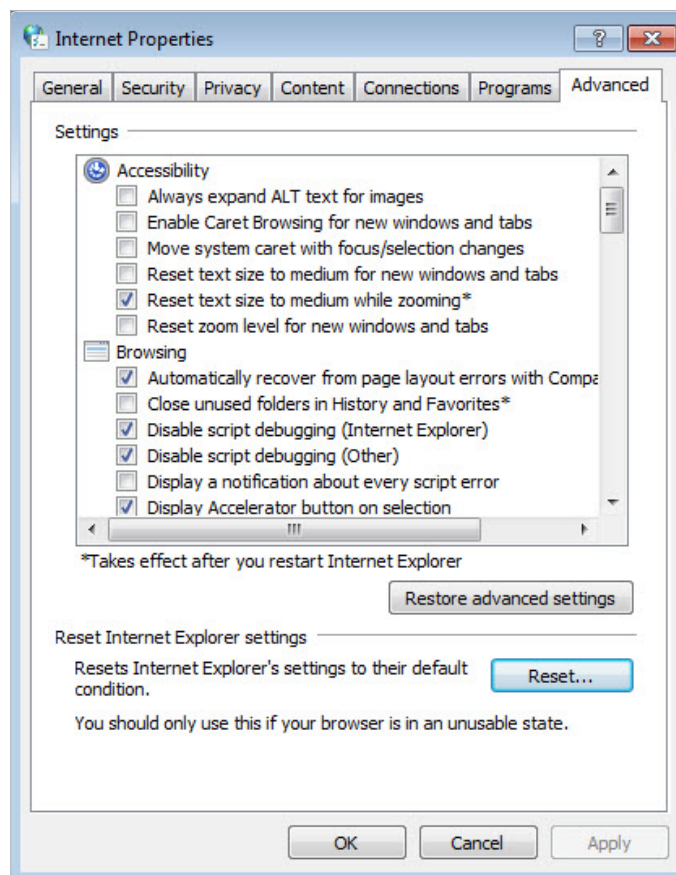 Internet Properties
General Security Privacy Content Connections Programs Advanced
Settings
Accessibility
Always expand ALT text for images
Enable Caret Browsing for new windows and tabs
Move system caret with focus/selection changes
Reset text size to medium for new windows and tabs
Reset text size to medium while zooming*
Reset zoom level for new windows and tabs
Browsing
Automatically recover from page layout errors with Compa
Close unused folders in History and Favorites*
Disable script debugging (Internet Explorer)
Disable script debugging (Other)
Display a notification about every script error
Display Accelerator button on selection
*Takes effect after you restart Internet Explorer
Restore advanced settings
Reset Internet Explorer settings
Resets Internet Explorer's settings to their default
condition.
Reset...
You should only use this if your browser is in an unusable state.
OK Cancel Apply